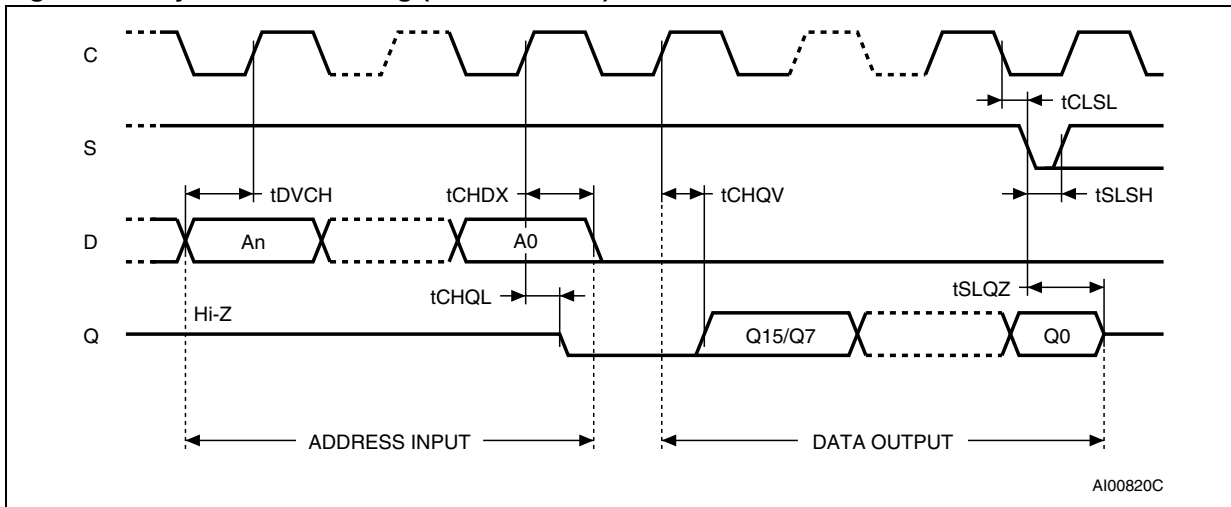 C
tCLSL
S
tDVCH
tCHDX
tCHQV
tSLSH
D
An
A0
tCHQL
tSLQZ
Hi-Z
Q
Q15/Q7
Q0
ADDRESS INPUT
DATA OUTPUT
AI00820C